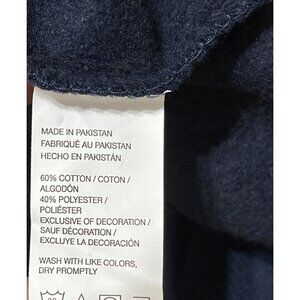 MADE IN PAKISTAN
FABRIQUÉ AU PAKISTAN
HECHO EN PAKISTÁN
60% COTTON / COTON /
ALGODÓN
40% POLYESTER /
POLIÉSTER
EXCLUSIVE OF DECORATION /
SAUF DÉCORATION /
EXCLUYE LA DECORACIÓN
WASH WITH LIKE COLORS,
DRY PROMPTLY